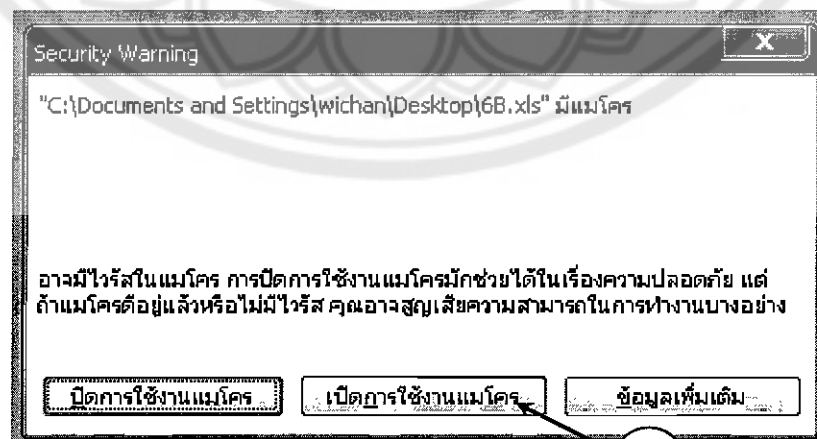 Security Warning
X
"C:\Documents and Settings\wichan\Desktop\6B.xls" มีแมโคร
อาจมีไวรัสในแมโคร การปิดการใช้งานแมโครมักช่วยได้ในเรื่องความปลอดภัย แต่
ถ้าแมโครดีอยู่แล้วหรือไม่มีไวรัส คุณอาจสูญเสียความสามารถในการทำงานบางอย่าง
ปิดการใช้งานแมโคร เปิดการใช้งานแมโคร ข้อมูลเพิ่มเติม